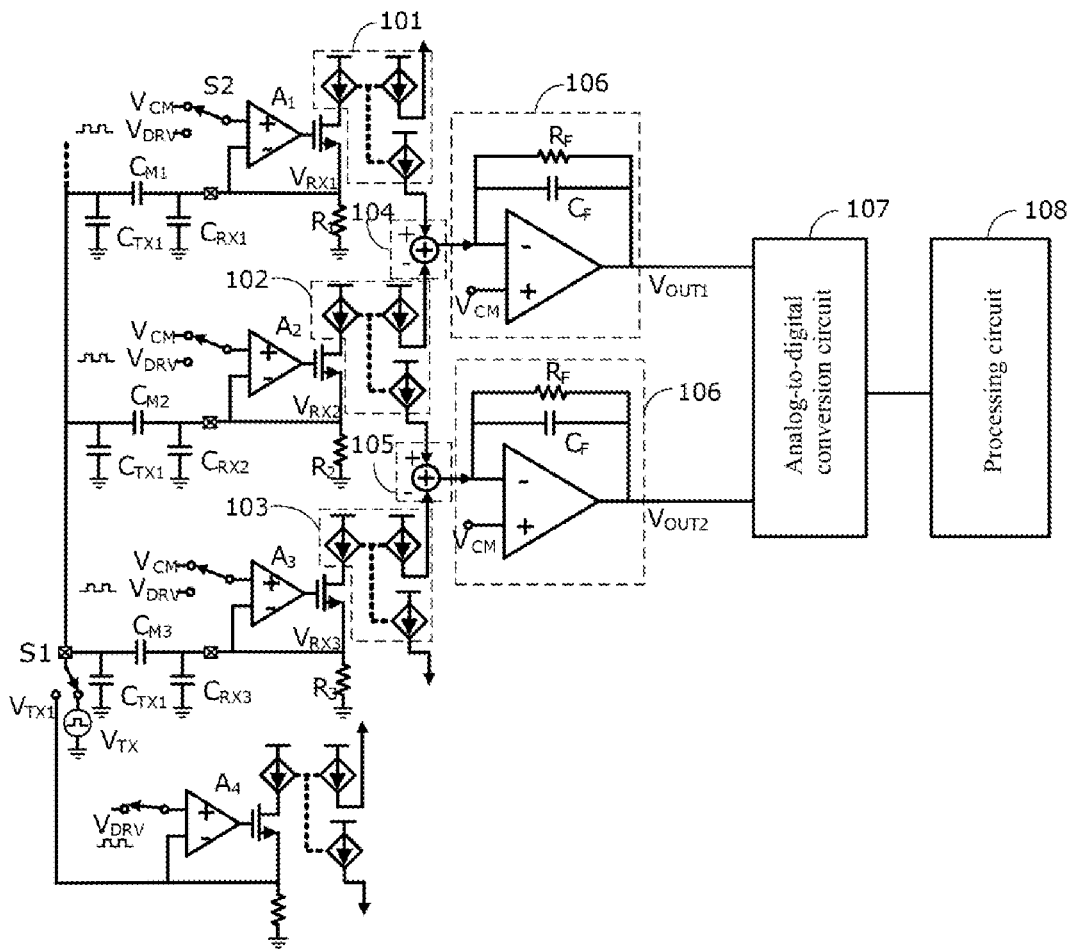 101
S2
A1
VCM
VDRV
CM1
VRX1
CTX1
CRX1
R1
104
+
-
106
RF
CF
-
+
VCM
VOUT1
107
Analog-to-digital
conversion circuit
108
Processing circuit
102
A2
VCM
VDRV
CM2
VRX2
CTX1
CRX2
R2
105
+
-
106
RF
CF
-
+
VCM
VOUT2
103
A3
VCM
VDRV
CM3
VRX3
S1
CTX1
CRX3
R3
VTX1
VTX
A4
VDRV
+
-